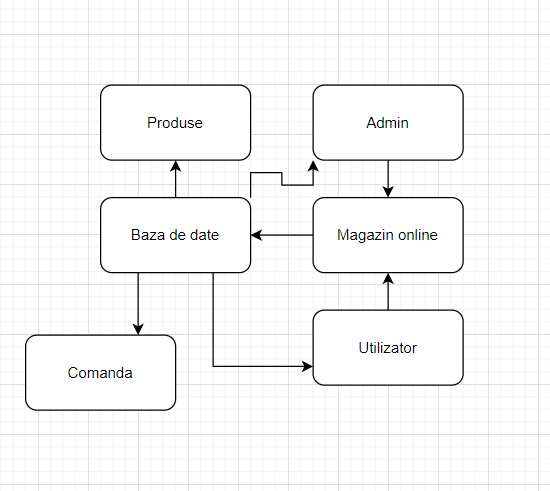 Produse
Admin
Baza de date
Magazin online
Utilizator
Comanda